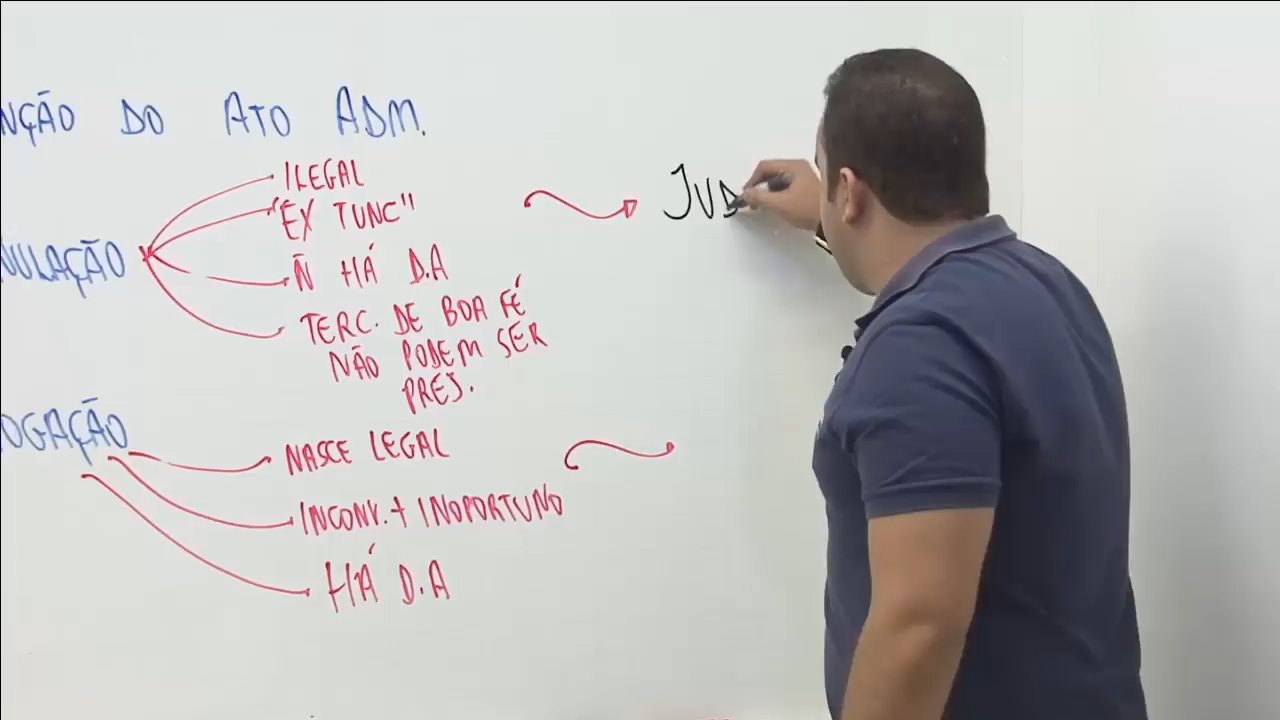 NÇÃO DO ATO ADM.
ILEGAL
"EX TUNC"
NULAÇÃO
Ñ HÁ D.A
TERC. DE BOA FÉ
NÃO PODEM SER
PREJ.
OGAÇÃO
NASCE LEGAL
INCONV. + INOPORTUNO
HÁ D.A
JUD